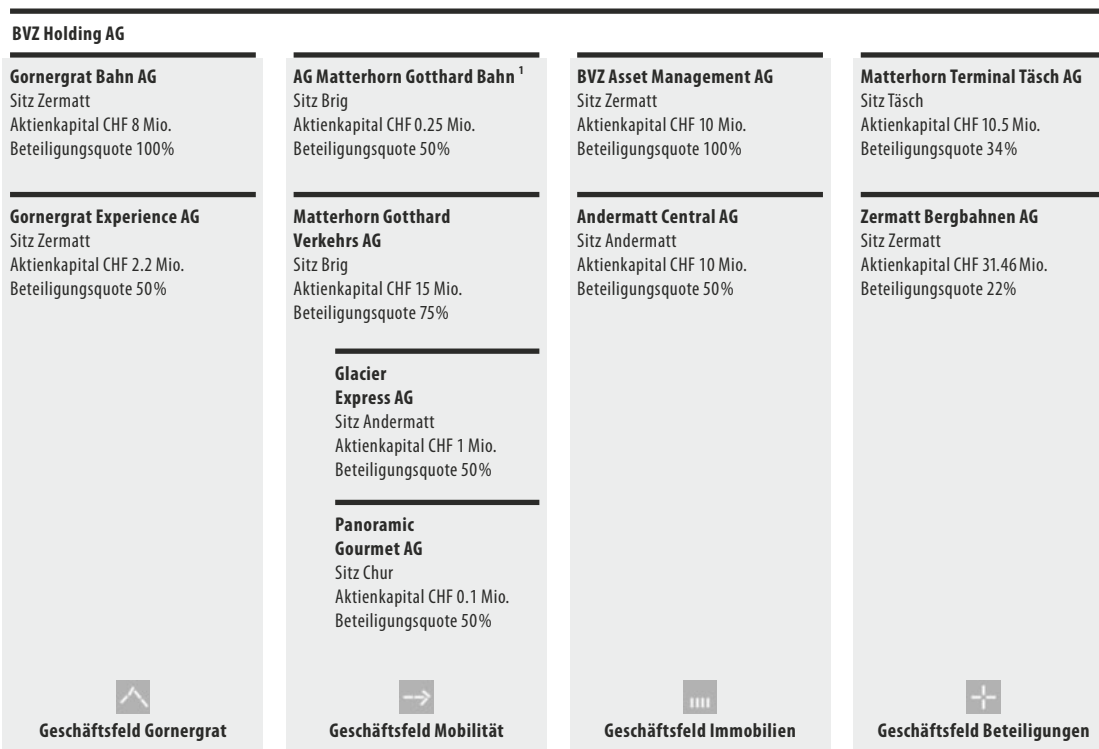 BVZ Holding AG
Gornergrat Bahn AG
Sitz Zermatt
Aktienkapital CHF 8 Mio.
Beteiligungsquote 100%
Gornergrat Experience AG
Sitz Zermatt
Aktienkapital CHF 2.2 Mio.
Beteiligungsquote 50%
Geschäftsfeld Gornergrat
AG Matterhorn Gotthard Bahn ¹
Sitz Brig
Aktienkapital CHF 0.25 Mio.
Beteiligungsquote 50%
Matterhorn Gotthard
Verkehrs AG
Sitz Brig
Aktienkapital CHF 15 Mio.
Beteiligungsquote 75%
Glacier
Express AG
Sitz Andermatt
Aktienkapital CHF 1 Mio.
Beteiligungsquote 50%
Panoramic
Gourmet AG
Sitz Chur
Aktienkapital CHF 0.1 Mio.
Beteiligungsquote 50%
Geschäftsfeld Mobilität
BVZ Asset Management AG
Sitz Zermatt
Aktienkapital CHF 10 Mio.
Beteiligungsquote 100%
Andermatt Central AG
Sitz Andermatt
Aktienkapital CHF 10 Mio.
Beteiligungsquote 50%
Geschäftsfeld Immobilien
Matterhorn Terminal Täsch AG
Sitz Täsch
Aktienkapital CHF 10.5 Mio.
Beteiligungsquote 34%
Zermatt Bergbahnen AG
Sitz Zermatt
Aktienkapital CHF 31.46 Mio.
Beteiligungsquote 22%
Geschäftsfeld Beteiligungen